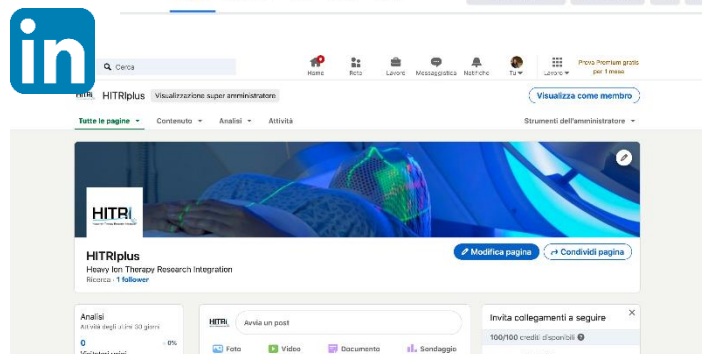 in
Cerca
Home
Rete
Lavoro
Messaggistica
Notifiche
Tu
Lavoro
Prova Premium gratis
per 1 mese
HITRIplus
Visualizzazione super amministratore
Visualizza come membro
Tutte le pagine
Contenuto
Analisi
Attività
Strumenti dell'amministratore
HITRI
HITRIplus
Modifica pagina
Condividi pagina
Heavy Ion Therapy Research Integration
Ricerca · 1 follower
Analisi
Attività degli ultimi 30 giorni
0
0%
Visitatori unici
HITRI
Avvia un post
Foto
Video
Documento
Sondaggio
Invita collegamenti a seguire
100/100 crediti disponibili